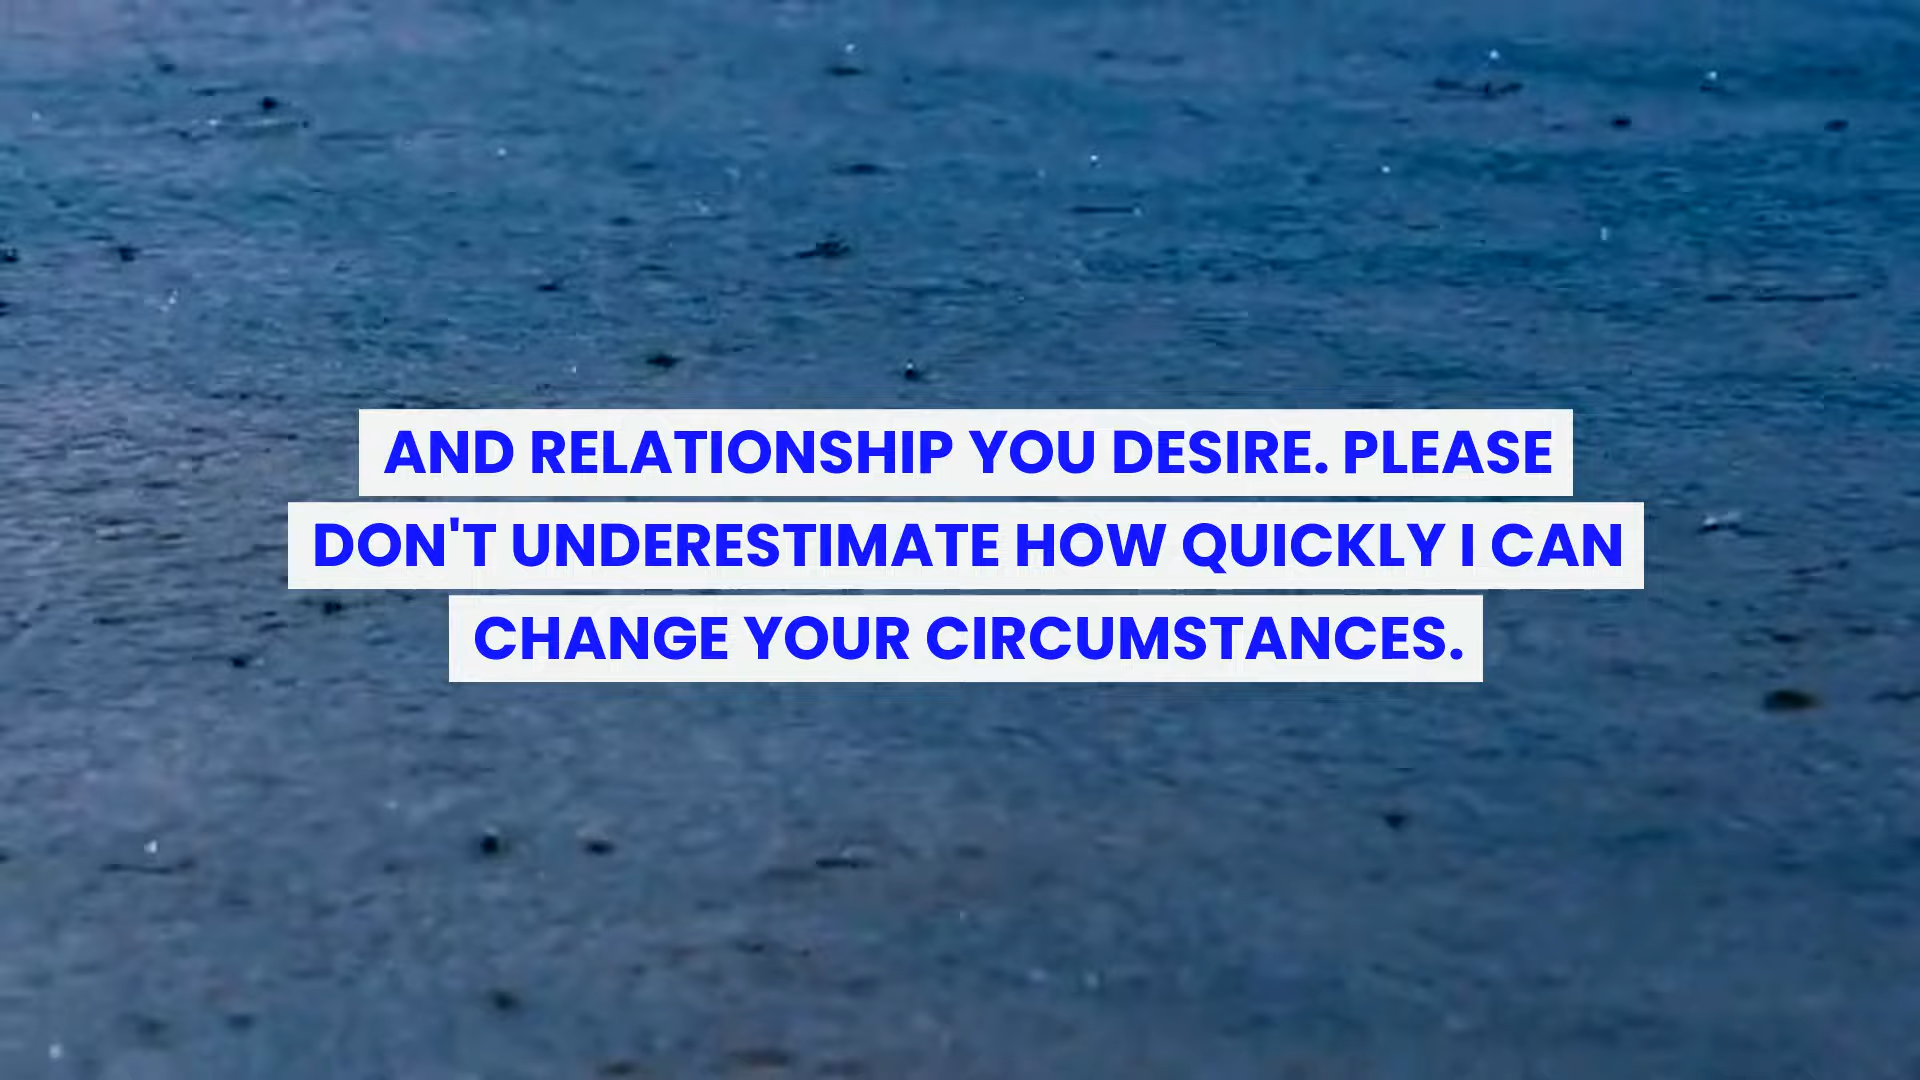 AND RELATIONSHIP YOU DESIRE. PLEASE
DON'T UNDERESTIMATE HOW QUICKLY I CAN
CHANGE YOUR CIRCUMSTANCES.